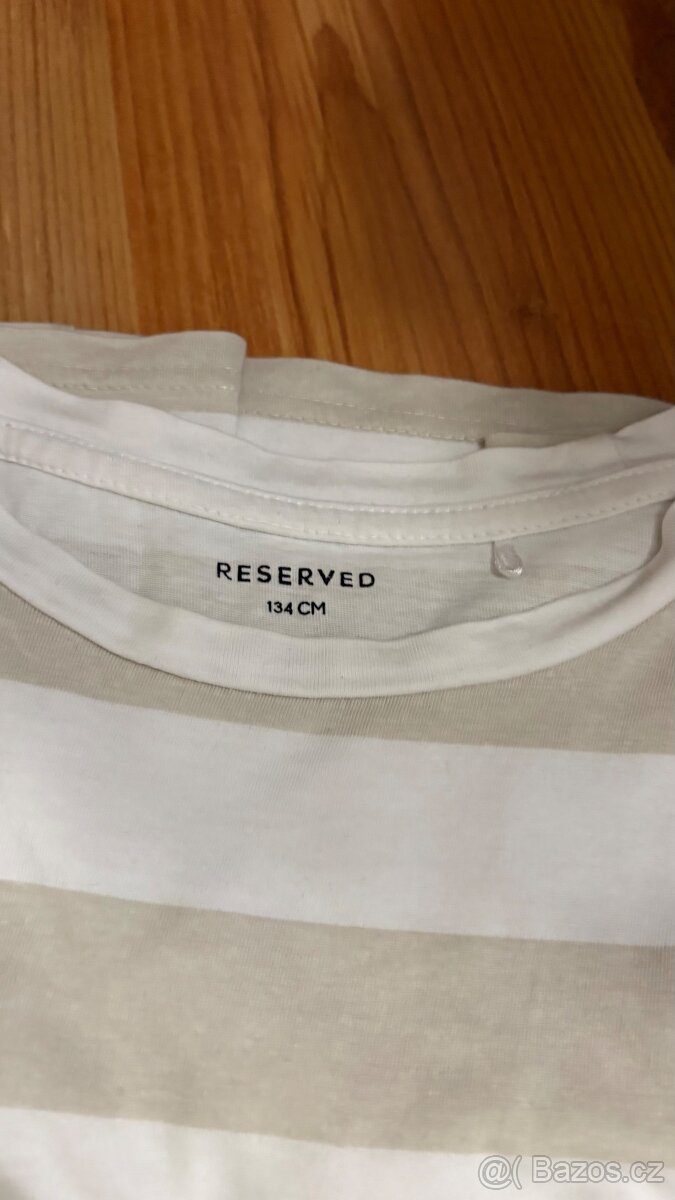 RESERVED
134 CM
@( Bazos.cz